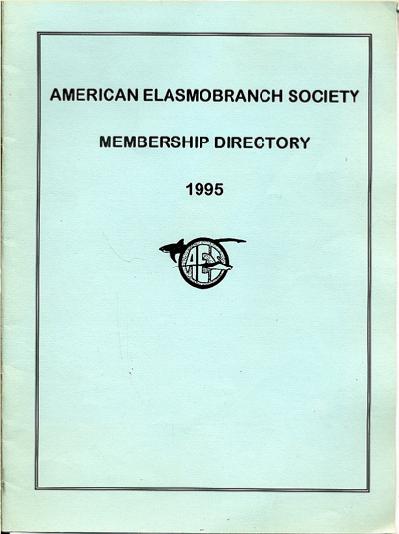 AMERICAN ELASMOBRANCH SOCIETY
MEMBERSHIP DIRECTORY
1995
AES